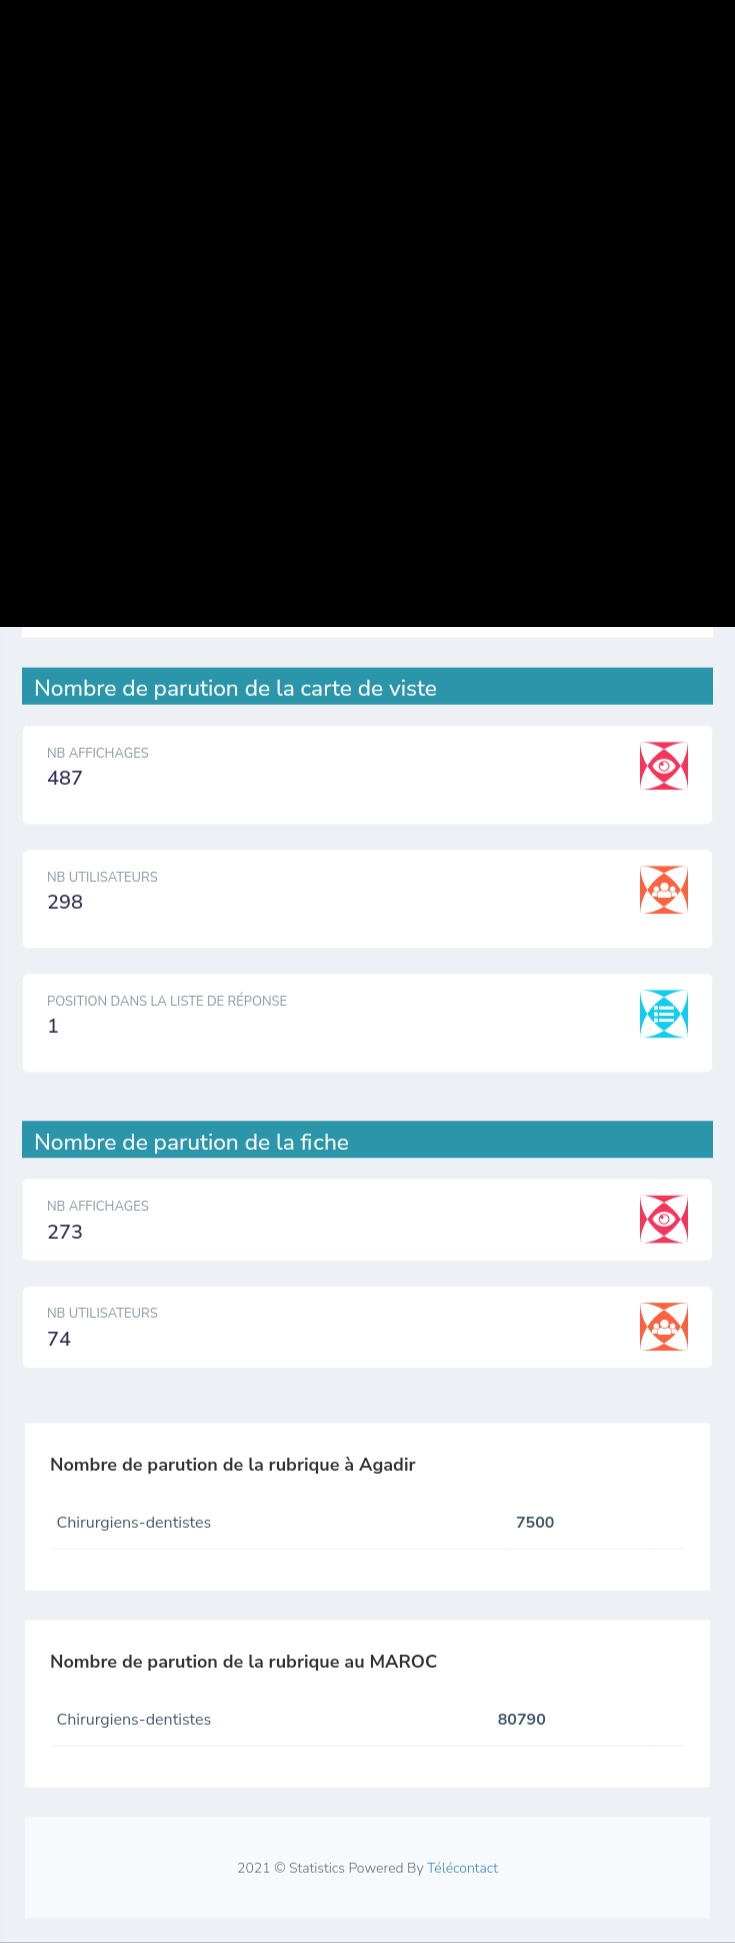 Nombre de parution de la carte de viste
NB AFFICHAGES
487
NB UTILISATEURS
298
POSITION DANS LA LISTE DE RÉPONSE
1
Nombre de parution de la fiche
NB AFFICHAGES
273
NB UTILISATEURS
74
Nombre de parution de la rubrique à Agadir
Chirurgiens-dentistes 7500
Nombre de parution de la rubrique au MAROC
Chirurgiens-dentistes 80790
2021 © Statistics Powered By Télécontact